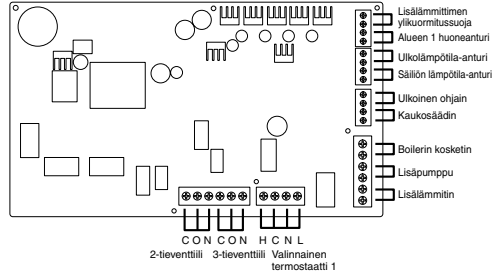 Lisälämmittimen
ylikuormitussuoja
Alueen 1 huoneanturi
Ulkolämpötila-anturi
Säiliön lämpötila-anturi
Ulkoinen ohjain
Kaukosäädin
Boilerin kosketin
Lisäpumppu
Lisälämmitin
C O N C O N H C N L
2-tieventtiili 3-tieventtiili Valinnainen
termostaatti 1